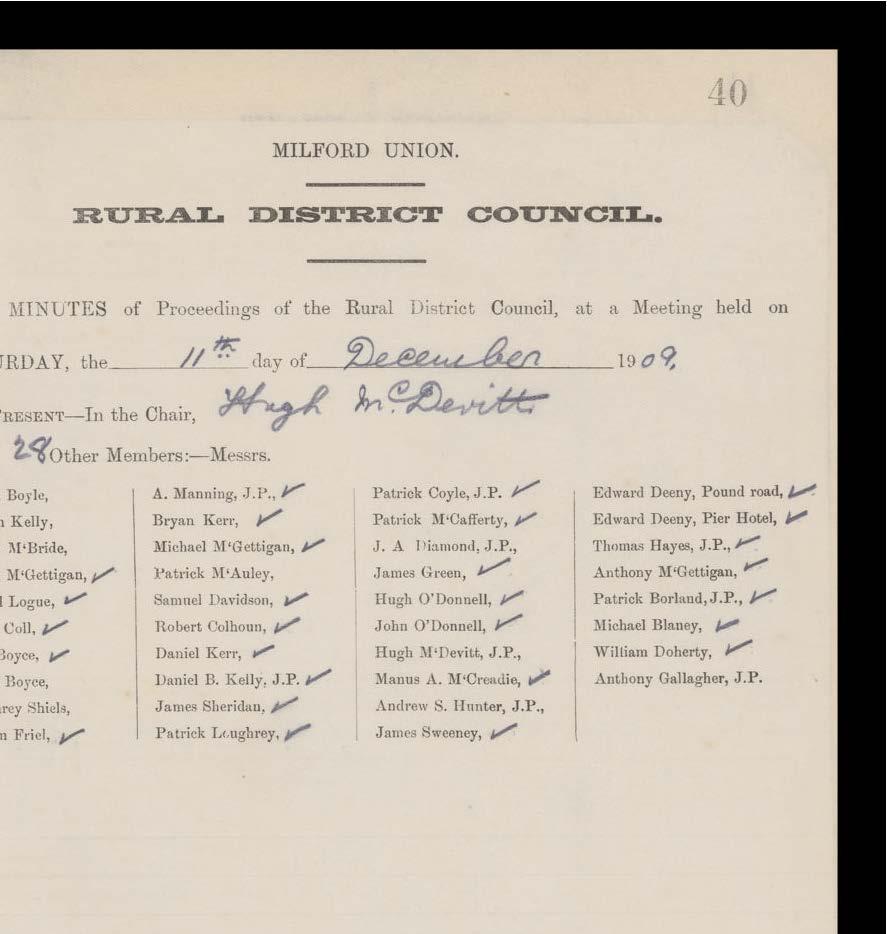 40
MILFORD UNION.
RURAL DISTRICT COUNCIL.
MINUTES of Proceedings of the Rural District Council, at a Meeting held on
URDAY, the 11th day of December 1909,
RESENT—In the Chair, Hugh McDevitt
28 Other Members:—Messrs.
Boyle,
n Kelly,
M'Bride,
M'Gettigan,
l Logue,
Coll,
Boyce,
Boyce,
rey Shiels,
n Friel,
A. Manning, J.P.,
Bryan Kerr,
Michael M'Gettigan,
Patrick M'Auley,
Samuel Davidson,
Robert Colhoun,
Daniel Kerr,
Daniel B. Kelly, J.P.
James Sheridan,
Patrick Loughrey,
Patrick Coyle, J.P.
Patrick M'Cafferty,
J. A Diamond, J.P.,
James Green,
Hugh O'Donnell,
John O'Donnell,
Hugh M'Devitt, J.P.,
Manus A. M'Creadie,
Andrew S. Hunter, J.P.,
James Sweeney,
Edward Deeny, Pound road,
Edward Deeny, Pier Hotel,
Thomas Hayes, J.P.,
Anthony M'Gettigan,
Patrick Borland, J.P.,
Michael Blaney,
William Doherty,
Anthony Gallagher, J.P.